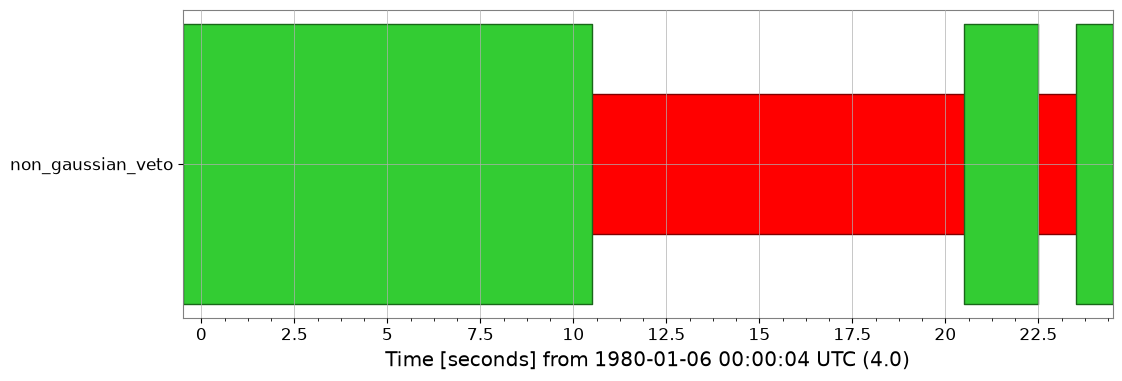 non_gaussian_veto
0 2.5 5 7.5 10 12.5 15 17.5 20 22.5
Time [seconds] from 1980-01-06 00:00:04 UTC (4.0)